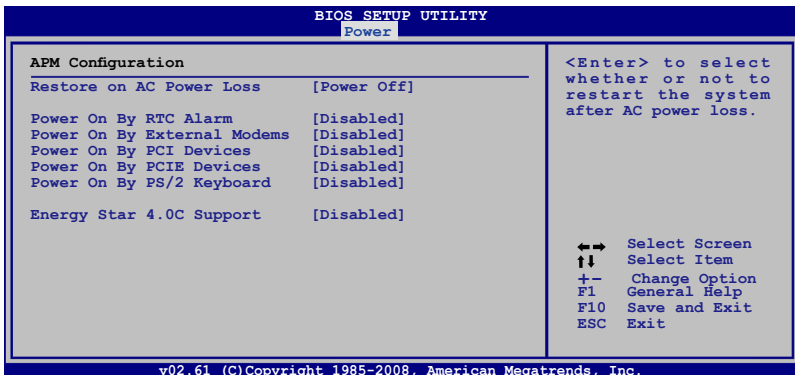 BIOS SETUP UTILITY
Power
APM Configuration
Restore on AC Power Loss [Power Off]
Power On By RTC Alarm [Disabled]
Power On By External Modems [Disabled]
Power On By PCI Devices [Disabled]
Power On By PCIE Devices [Disabled]
Power On By PS/2 Keyboard [Disabled]
Energy Star 4.0C Support [Disabled]
<Enter> to select
whether or not to
restart the system
after AC power loss.
←→ Select Screen
↑↓ Select Item
+- Change Option
F1 General Help
F10 Save and Exit
ESC Exit
v02.61 (C)Copyright 1985-2008, American Megatrends, Inc.